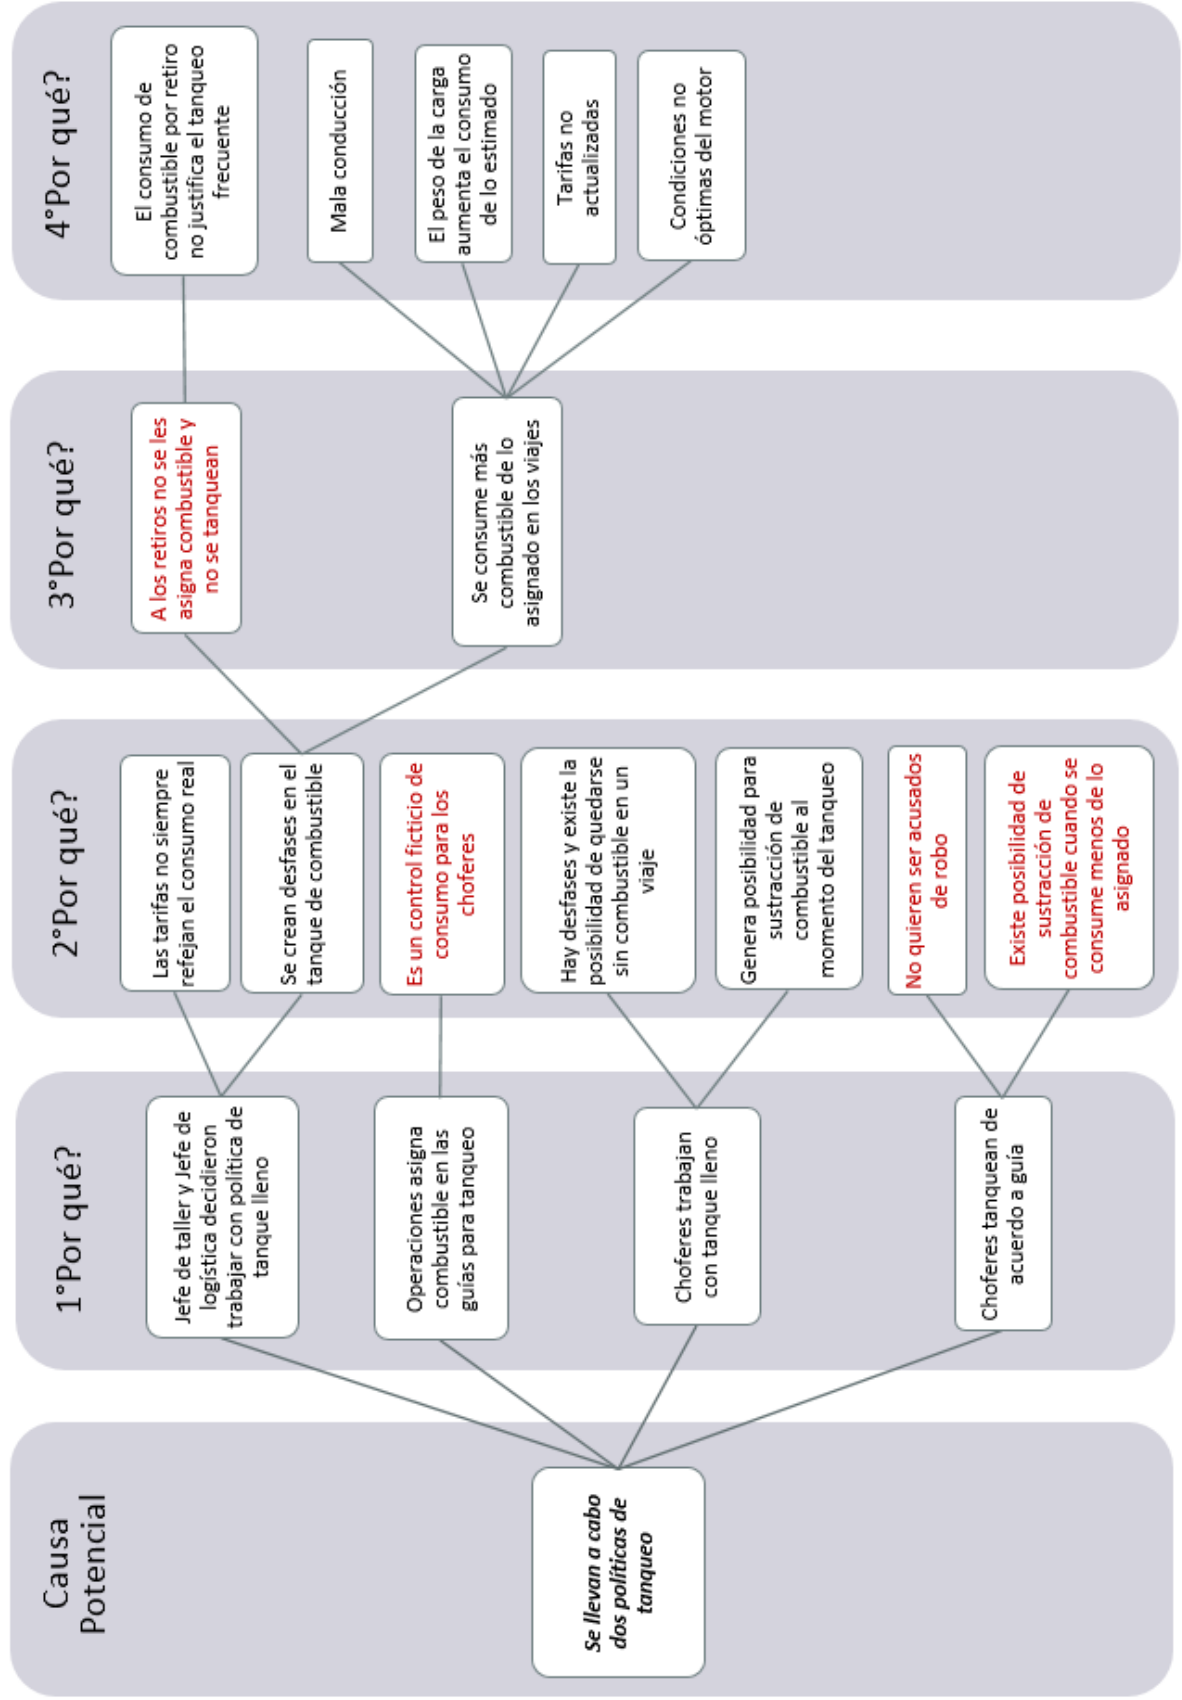 Causa
Potencial
Se llevan a cabo
dos políticas de
tanqueo
1°Por qué?
Jefe de taller y Jefe de
logística decidieron
trabajar con política de
tanque lleno
Operaciones asigna
combustible en las
guías para tanqueo
Choferes trabajan
con tanque lleno
Choferes tanquean de
acuerdo a guía
2°Por qué?
Las tarifas no siempre
refejan el consumo real
Se crean desfases en el
tanque de combustible
Es un control ficticio de
consumo para los
choferes
Hay desfases y existe la
posibilidad de quedarse
sin combustible en un
viaje
Genera posibilidad para
sustracción de
combustible al
momento del tanqueo
No quieren ser acusados
de robo
Existe posibilidad de
sustracción de
combustible cuando se
consume menos de lo
asignado
3°Por qué?
A los retiros no se les
asigna combustible y
no se tanquean
Se consume más
combustible de lo
asignado en los viajes
4°Por qué?
El consumo de
combustible por retiro
no justifica el tanqueo
frecuente
Mala conducción
El peso de la carga
aumenta el consumo
de lo estimado
Tarifas no
actualizadas
Condiciones no
óptimas del motor